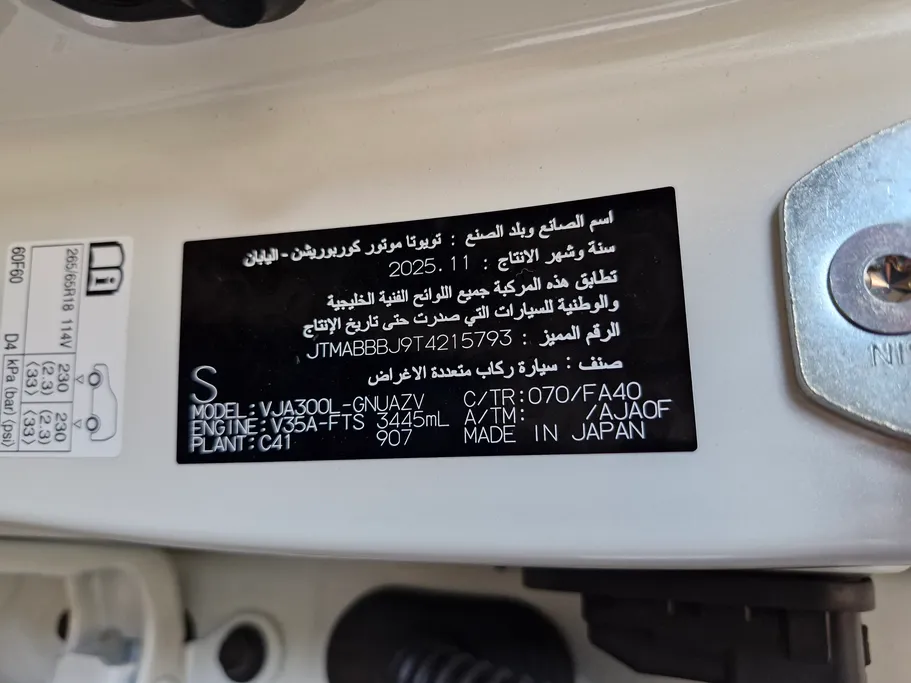 اسم الصانع وبلد الصنع : تويوتا موتور كوربوريشن - اليابان
سنة وشهر الانتاج : 2025.11
تطابق هذه المركبة جميع اللوائح الفنية الخليجية
والوطنية للسيارات التي صدرت حتى تاريخ الإنتاج
الرقم المميز : JTMABBBJ9T4215793
صنف : سيارة ركاب متعددة الاغراض
S
MODEL:VJA300L-GNUAZV C/TR:070/FA40
ENGINE:V35A-FTS 3445mL A/TM: /AJA0F
PLANT:C41 907 MADE IN JAPAN
60F60
265/65R18 114V
D4 kPa (bar) (psi)
230 (2.3) (33)
230 (2.3) (33)